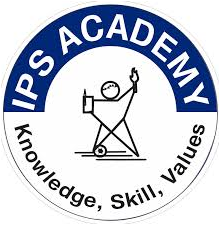 IPS ACADEMY
Knowledge, Skill, Values